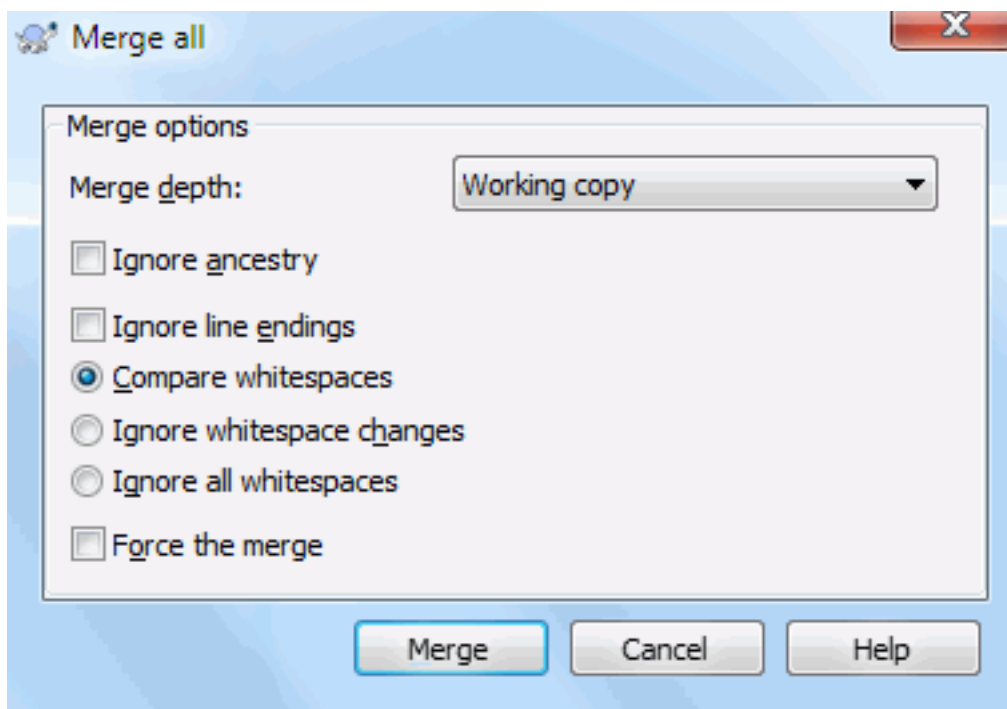 Merge all
Merge options
Merge depth:
Working copy
Ignore ancestry
Ignore line endings
Compare whitespaces
Ignore whitespace changes
Ignore all whitespaces
Force the merge
Merge
Cancel
Help